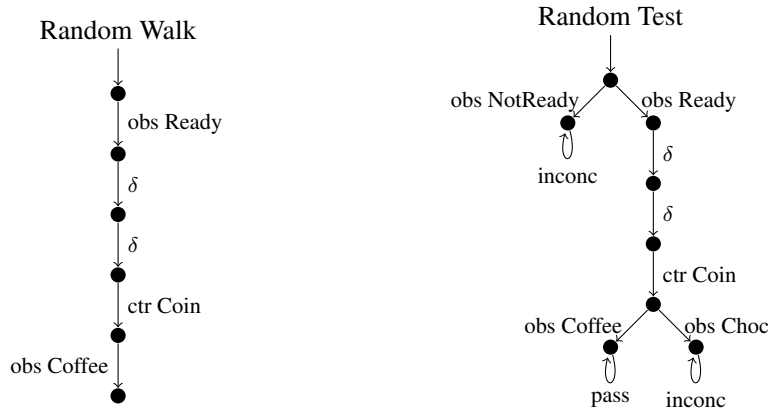 Random Walk
obs Ready
δ
δ
ctr Coin
obs Coffee
Random Test
obs NotReady obs Ready
inconc
δ
δ
ctr Coin
obs Coffee obs Choc
pass inconc